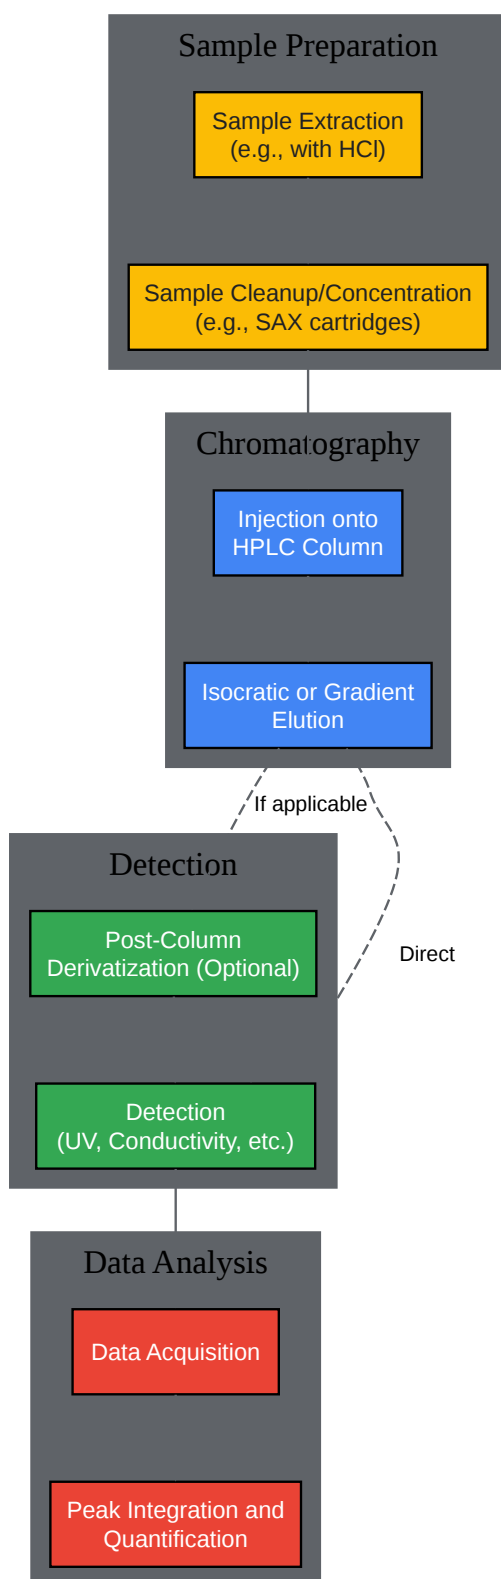 Sample Preparation
Sample Extraction
(e.g., with HCl)
Sample Cleanup/Concentration
(e.g., SAX cartridges)
Chromatography
Injection onto
HPLC Column
Isocratic or Gradient
Elution
If applicable
Detection
Post-Column
Derivatization (Optional)
Direct
Detection
(UV, Conductivity, etc.)
Data Analysis
Data Acquisition
Peak Integration and
Quantification